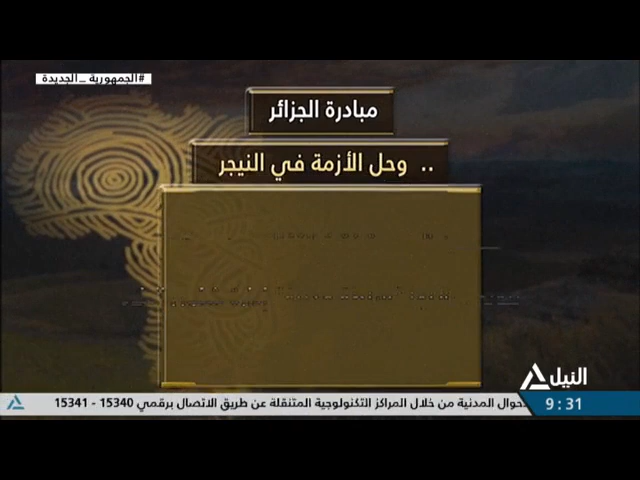 #الجمهورية_الجديدة
مبادرة الجزائر
.. وحل الأزمة في النيجر
النيل
9:31
المدنية من خلال المراكز التكنولوجية المتنقلة عن طريق الاتصال برقمي 15340 - 15341